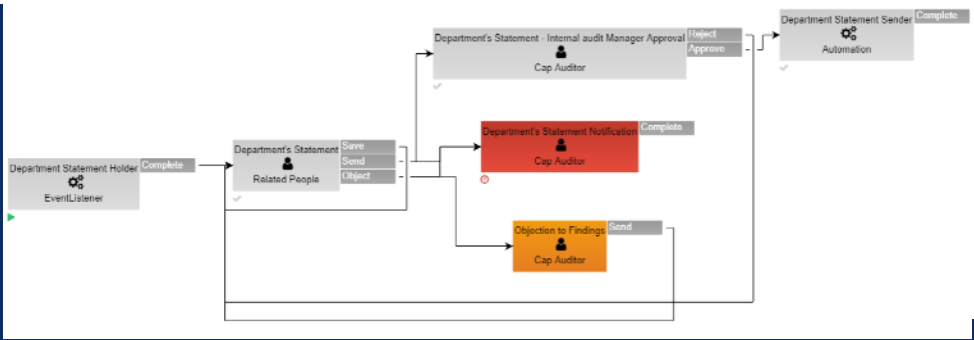 Department Statement Sender
Complete
Automation
Department's Statement - Internal audit Manager Approval
Reject
Approve
Cap Auditor
Department's Statement Notification
Complete
Cap Auditor
Department's Statement
Save
Send
Object
Related People
Department Statement Holder
Complete
EventListener
Objection to Findings
Send
Cap Auditor